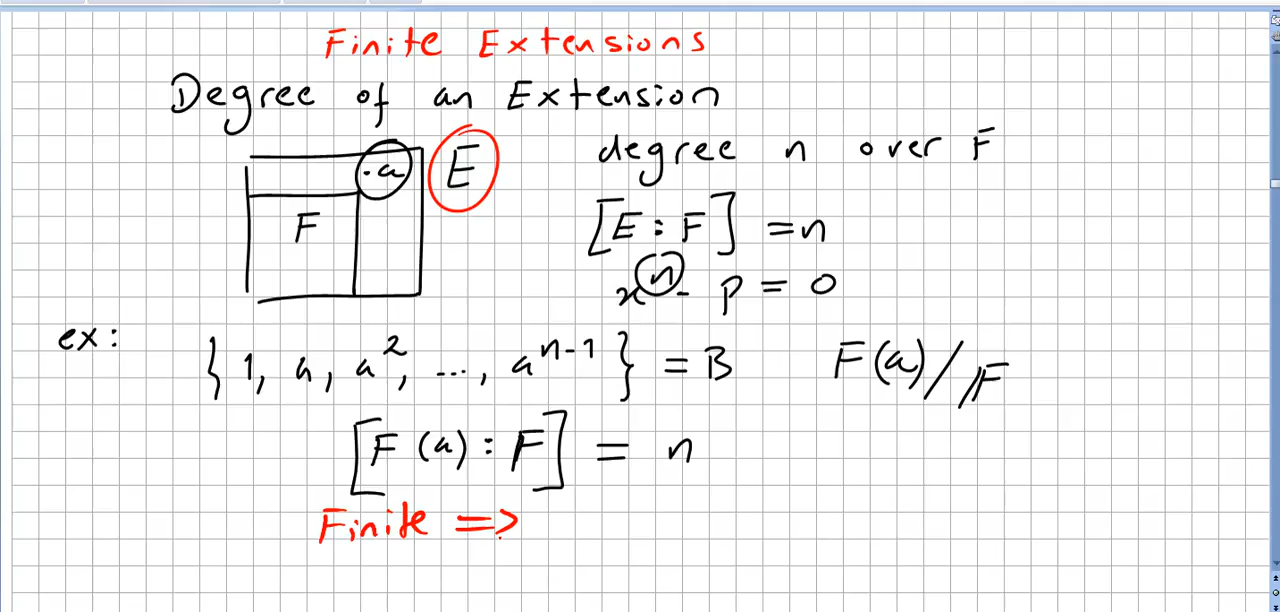 Finite Extensions
Degree of an Extension
.a E degree n over F
F [E : F] = n
x^n - p = 0
ex: {1, a, a^2, ..., a^{n-1}} = B F(a)/F
[F(a) : F] = n
Finite =>